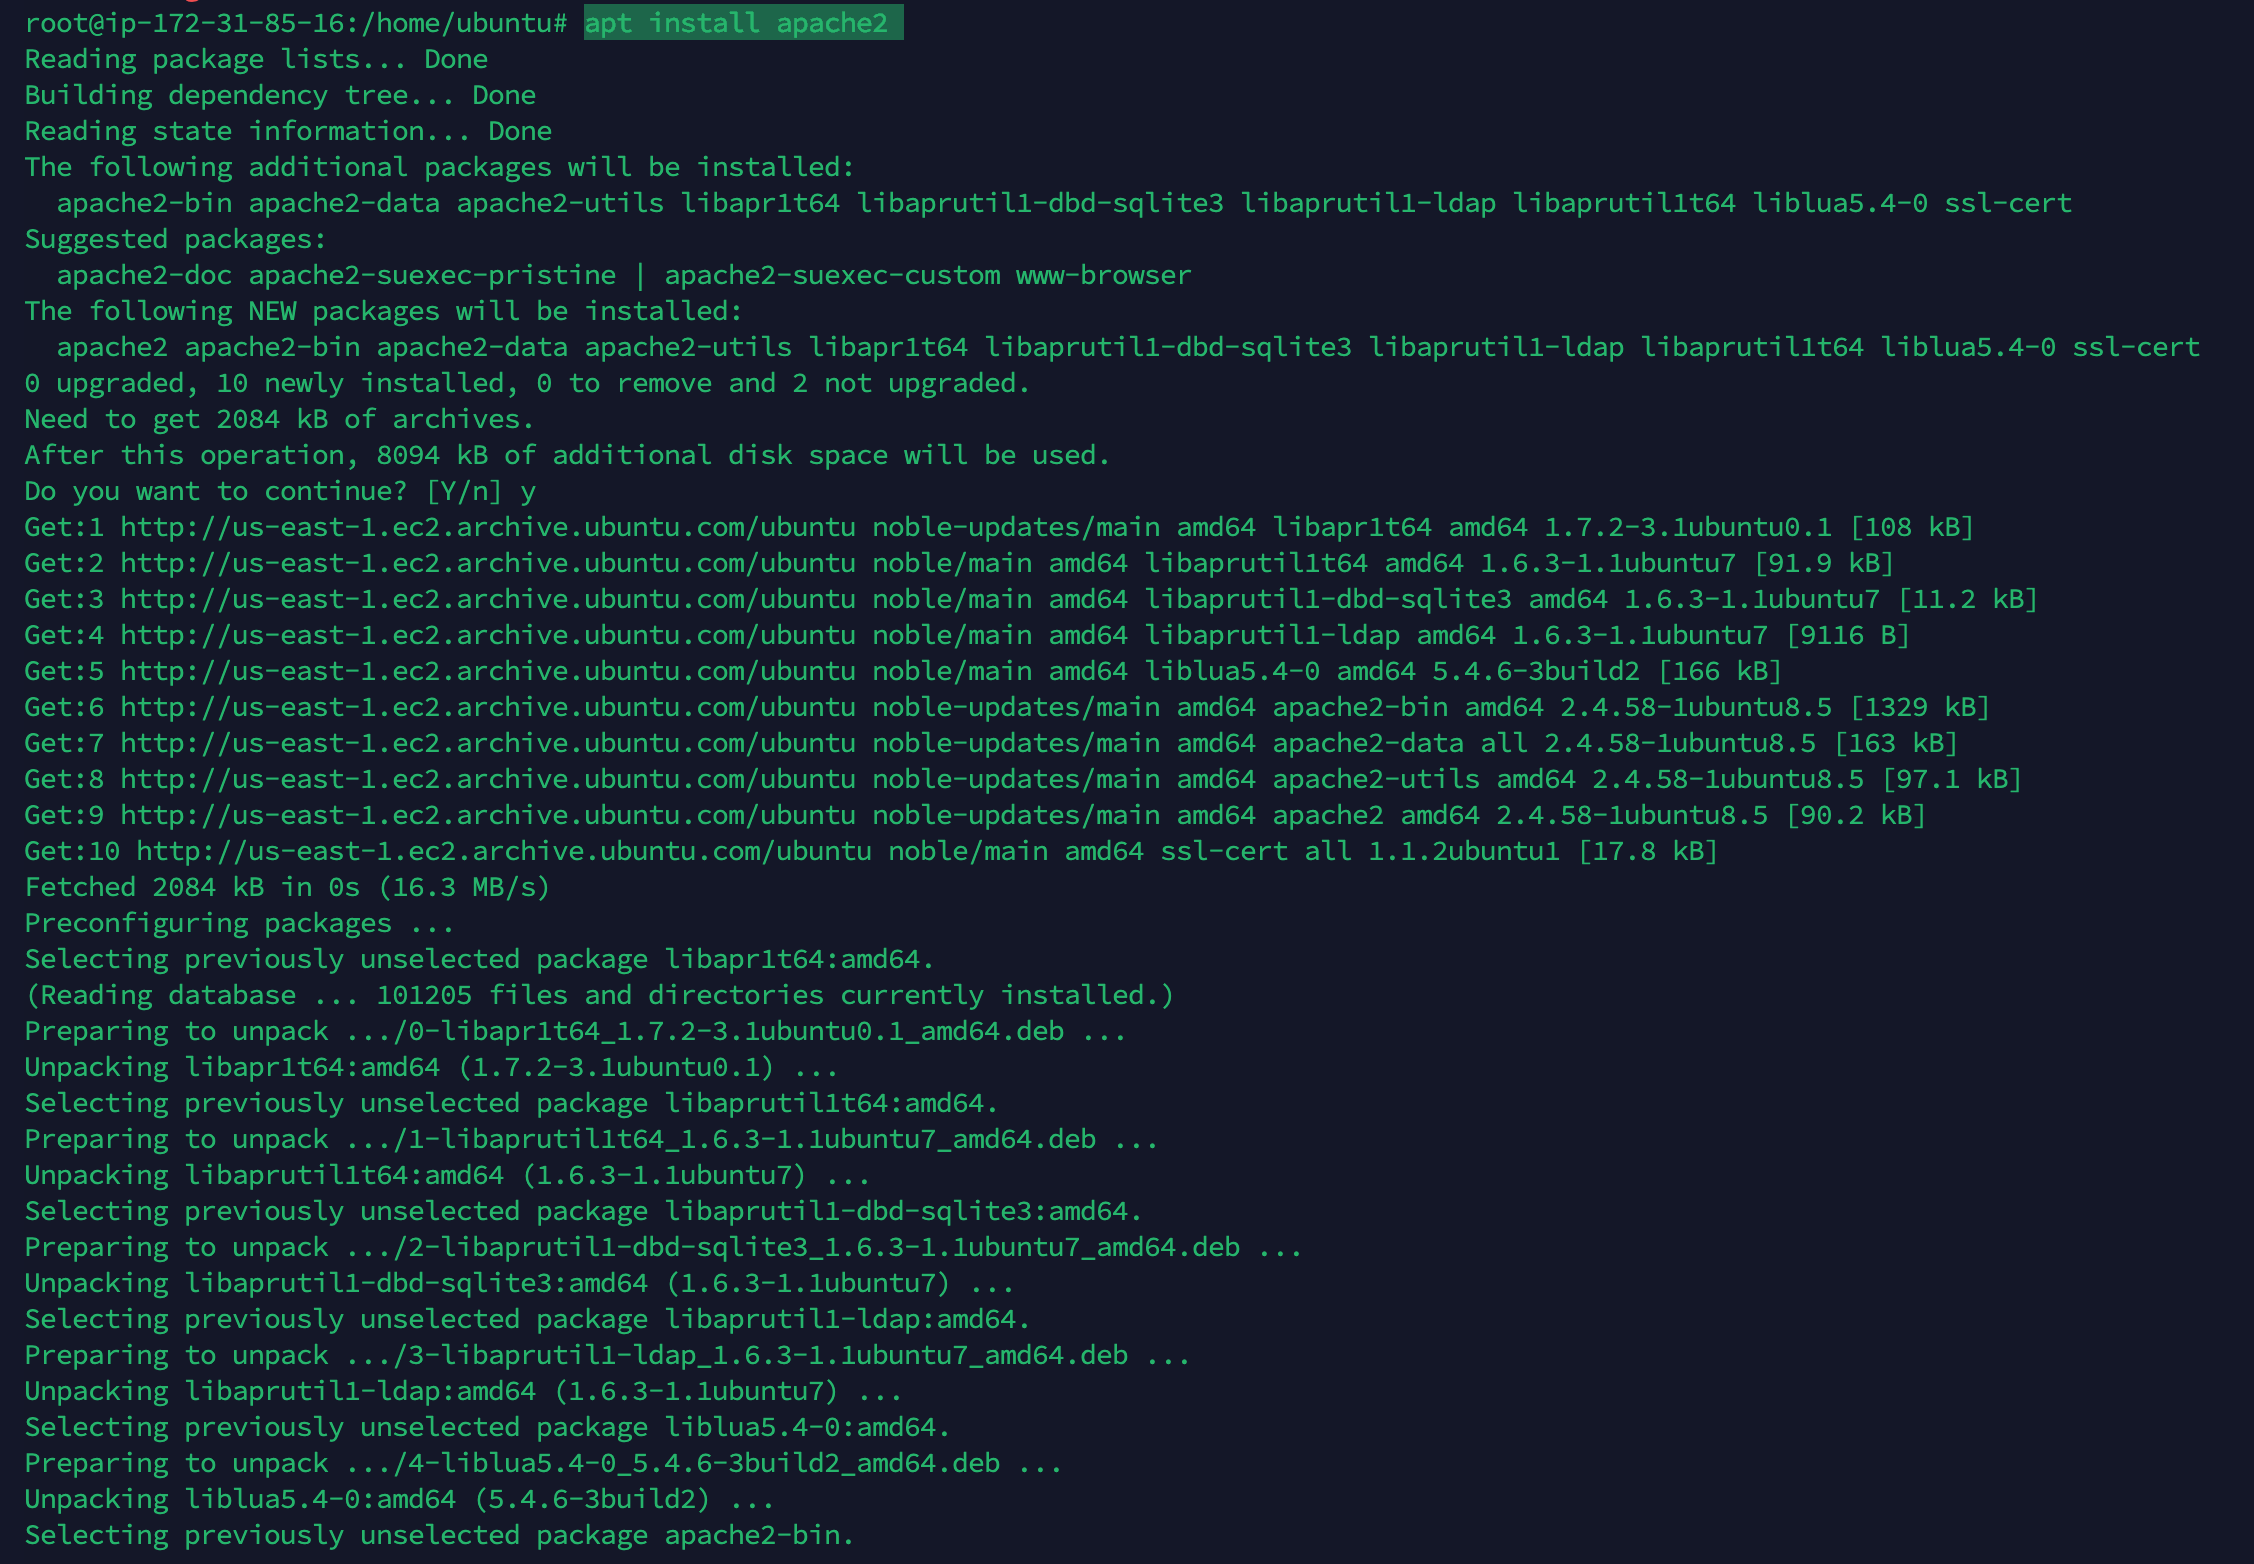 root@ip-172-31-85-16:/home/ubuntu# apt install apache2
Reading package lists... Done
Building dependency tree... Done
Reading state information... Done
The following additional packages will be installed:
  apache2-bin apache2-data apache2-utils libapr1t64 libaprutil1-dbd-sqlite3 libaprutil1-ldap libaprutil1t64 liblua5.4-0 ssl-cert
Suggested packages:
  apache2-doc apache2-suexec-pristine | apache2-suexec-custom www-browser
The following NEW packages will be installed:
  apache2 apache2-bin apache2-data apache2-utils libapr1t64 libaprutil1-dbd-sqlite3 libaprutil1-ldap libaprutil1t64 liblua5.4-0 ssl-cert
0 upgraded, 10 newly installed, 0 to remove and 2 not upgraded.
Need to get 2084 kB of archives.
After this operation, 8094 kB of additional disk space will be used.
Do you want to continue? [Y/n] y
Get:1 http://us-east-1.ec2.archive.ubuntu.com/ubuntu noble-updates/main amd64 libapr1t64 amd64 1.7.2-3.1ubuntu0.1 [108 kB]
Get:2 http://us-east-1.ec2.archive.ubuntu.com/ubuntu noble/main amd64 libaprutil1t64 amd64 1.6.3-1.1ubuntu7 [91.9 kB]
Get:3 http://us-east-1.ec2.archive.ubuntu.com/ubuntu noble/main amd64 libaprutil1-dbd-sqlite3 amd64 1.6.3-1.1ubuntu7 [11.2 kB]
Get:4 http://us-east-1.ec2.archive.ubuntu.com/ubuntu noble/main amd64 libaprutil1-ldap amd64 1.6.3-1.1ubuntu7 [9116 B]
Get:5 http://us-east-1.ec2.archive.ubuntu.com/ubuntu noble/main amd64 liblua5.4-0 amd64 5.4.6-3build2 [166 kB]
Get:6 http://us-east-1.ec2.archive.ubuntu.com/ubuntu noble-updates/main amd64 apache2-bin amd64 2.4.58-1ubuntu8.5 [1329 kB]
Get:7 http://us-east-1.ec2.archive.ubuntu.com/ubuntu noble-updates/main amd64 apache2-data all 2.4.58-1ubuntu8.5 [163 kB]
Get:8 http://us-east-1.ec2.archive.ubuntu.com/ubuntu noble-updates/main amd64 apache2-utils amd64 2.4.58-1ubuntu8.5 [97.1 kB]
Get:9 http://us-east-1.ec2.archive.ubuntu.com/ubuntu noble-updates/main amd64 apache2 amd64 2.4.58-1ubuntu8.5 [90.2 kB]
Get:10 http://us-east-1.ec2.archive.ubuntu.com/ubuntu noble/main amd64 ssl-cert all 1.1.2ubuntu1 [17.8 kB]
Fetched 2084 kB in 0s (16.3 MB/s)
Preconfiguring packages ...
Selecting previously unselected package libapr1t64:amd64.
(Reading database ... 101205 files and directories currently installed.)
Preparing to unpack .../0-libapr1t64_1.7.2-3.1ubuntu0.1_amd64.deb ...
Unpacking libapr1t64:amd64 (1.7.2-3.1ubuntu0.1) ...
Selecting previously unselected package libaprutil1t64:amd64.
Preparing to unpack .../1-libaprutil1t64_1.6.3-1.1ubuntu7_amd64.deb ...
Unpacking libaprutil1t64:amd64 (1.6.3-1.1ubuntu7) ...
Selecting previously unselected package libaprutil1-dbd-sqlite3:amd64.
Preparing to unpack .../2-libaprutil1-dbd-sqlite3_1.6.3-1.1ubuntu7_amd64.deb ...
Unpacking libaprutil1-dbd-sqlite3:amd64 (1.6.3-1.1ubuntu7) ...
Selecting previously unselected package libaprutil1-ldap:amd64.
Preparing to unpack .../3-libaprutil1-ldap_1.6.3-1.1ubuntu7_amd64.deb ...
Unpacking libaprutil1-ldap:amd64 (1.6.3-1.1ubuntu7) ...
Selecting previously unselected package liblua5.4-0:amd64.
Preparing to unpack .../4-liblua5.4-0_5.4.6-3build2_amd64.deb ...
Unpacking liblua5.4-0:amd64 (5.4.6-3build2) ...
Selecting previously unselected package apache2-bin.